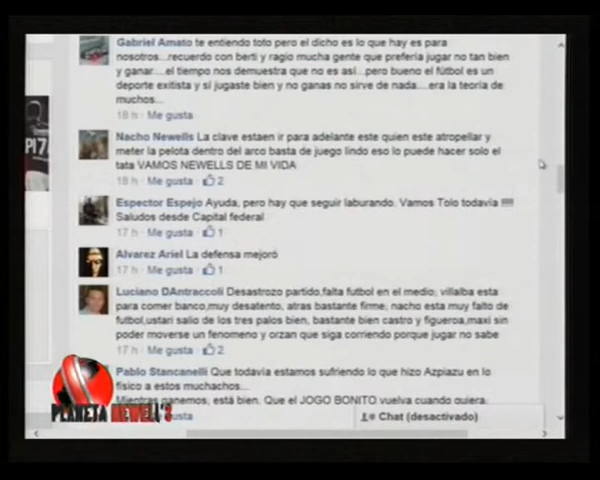 Gabriel Amato te entiendo toto pero el dicho es lo que hay es para
nosotros...recuerdo con berti y ragio mucha gente que prefería jugar no tan bien
y ganar....el tiempo nos demuestra que no es asi...pero bueno el fútbol es un
deporte exitista y si jugaste bien y no ganas no sirve de nada....era la teoría de
muchos...
18 h · Me gusta
Nacho Newells La clave estaen ir para adelante este quien este atropellar y
meter la pelota dentro del arco basta de juego lindo eso lo puede hacer solo el
tata VAMOS NEWELLS DE MI VIDA
18 h · Me gusta · 2
PI7
Espector Espejo Ayuda, pero hay que seguir laburando. Vamos Tolo todavia !!!!
Saludos desde Capital federal
17 h · Me gusta · 1
Alvarez Ariel La defensa mejoró
17 h · Me gusta · 1
Luciano DAntraccoli Desastrozo partido,falta futbol en el medio, villalba esta
para comer banco,muy desatento, atras bastante firme, nacho esta muy falto de
futbol,ustari salio de los tres palos bien, bastante bien castro y figueroa,maxi sin
poder moverse un fenomeno y orzan que siga corriendo porque jugar no sabe
17 h · Me gusta · 2
Pablo Stancanelli Que todavía estamos sufriendo lo que hizo Azpiazu en lo
físico a estos muchachos...
Mientras ganemos, está bien. Que el JOGO BONITO vuelva cuando quiera.
gusta
Chat (desactivado)
PLANETA NEWELL'S